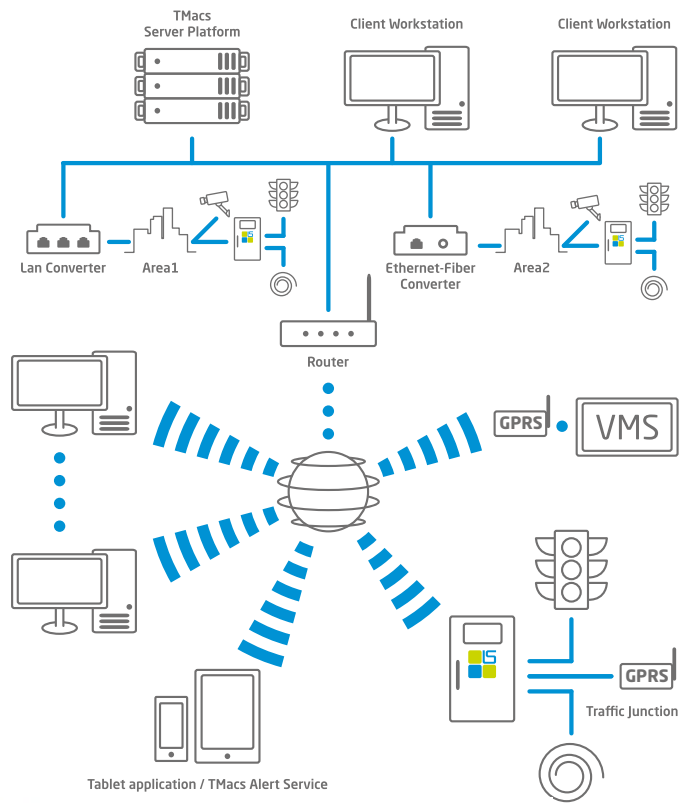 TMacs
Server Platform
Client Workstation
Client Workstation
Lan Converter
Area1
Ethernet-Fiber
Converter
Area2
Router
GPRS
VMS
GPRS
Traffic Junction
Tablet application / TMacs Alert Service